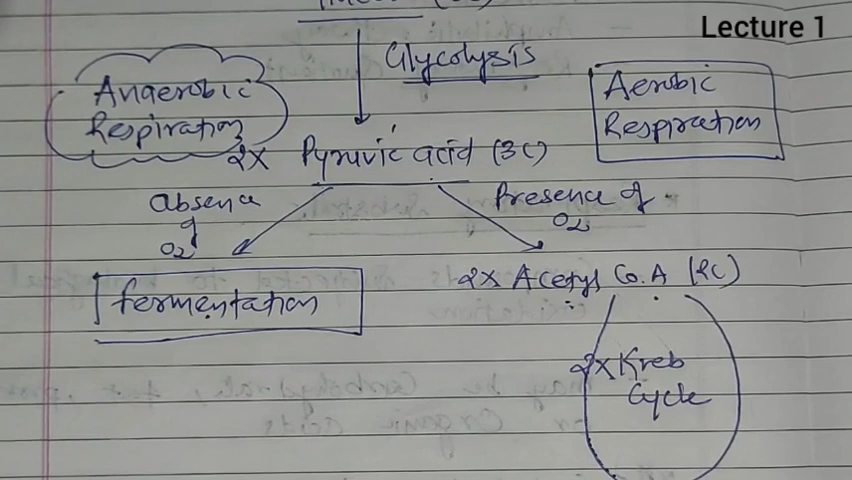 Lecture 1
Glycolysis
Anaerobic
Respiration
Aerobic
Respiration
2X Pyruvic acid (3C)
absence
of
O2
Presence of
O2
fermentation
2X Acetyl Co.A (2C)
2X Kreb
Cycle